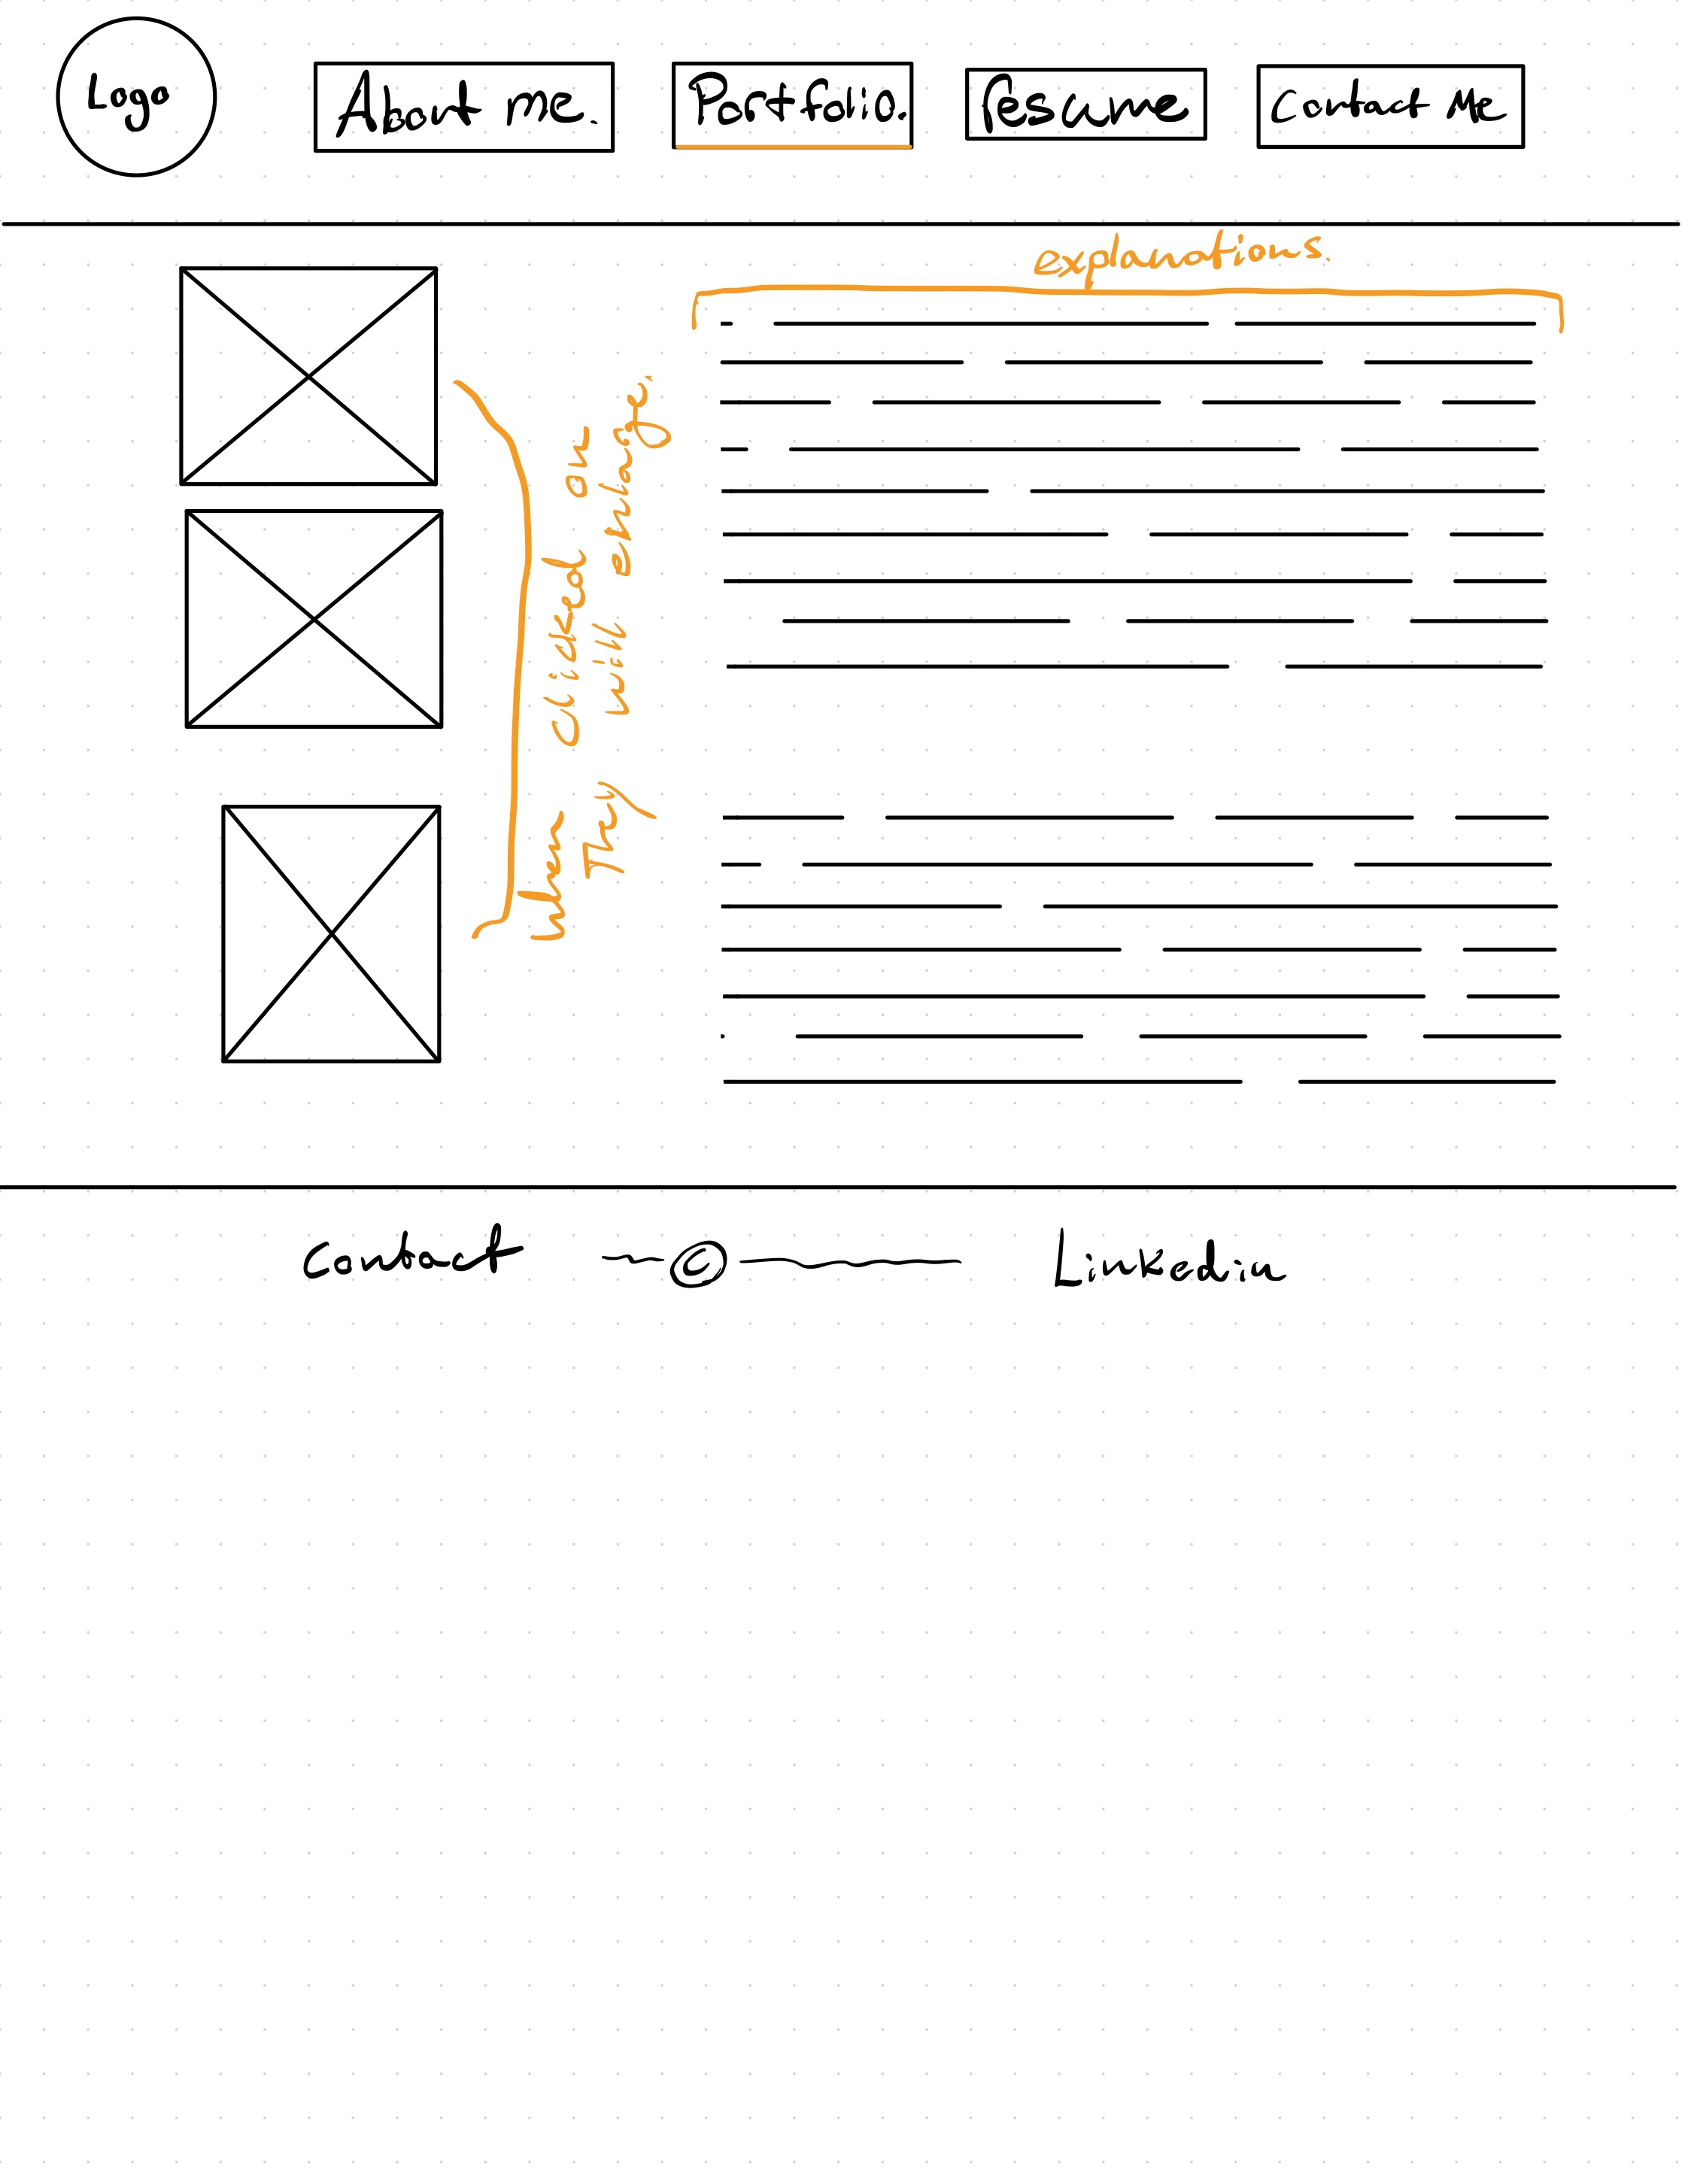 Logo
About me.
Portfolio.
Resume
Contact Me
explanations.
When Clicked on
They will enlarge.
Contact
©
Linkedin